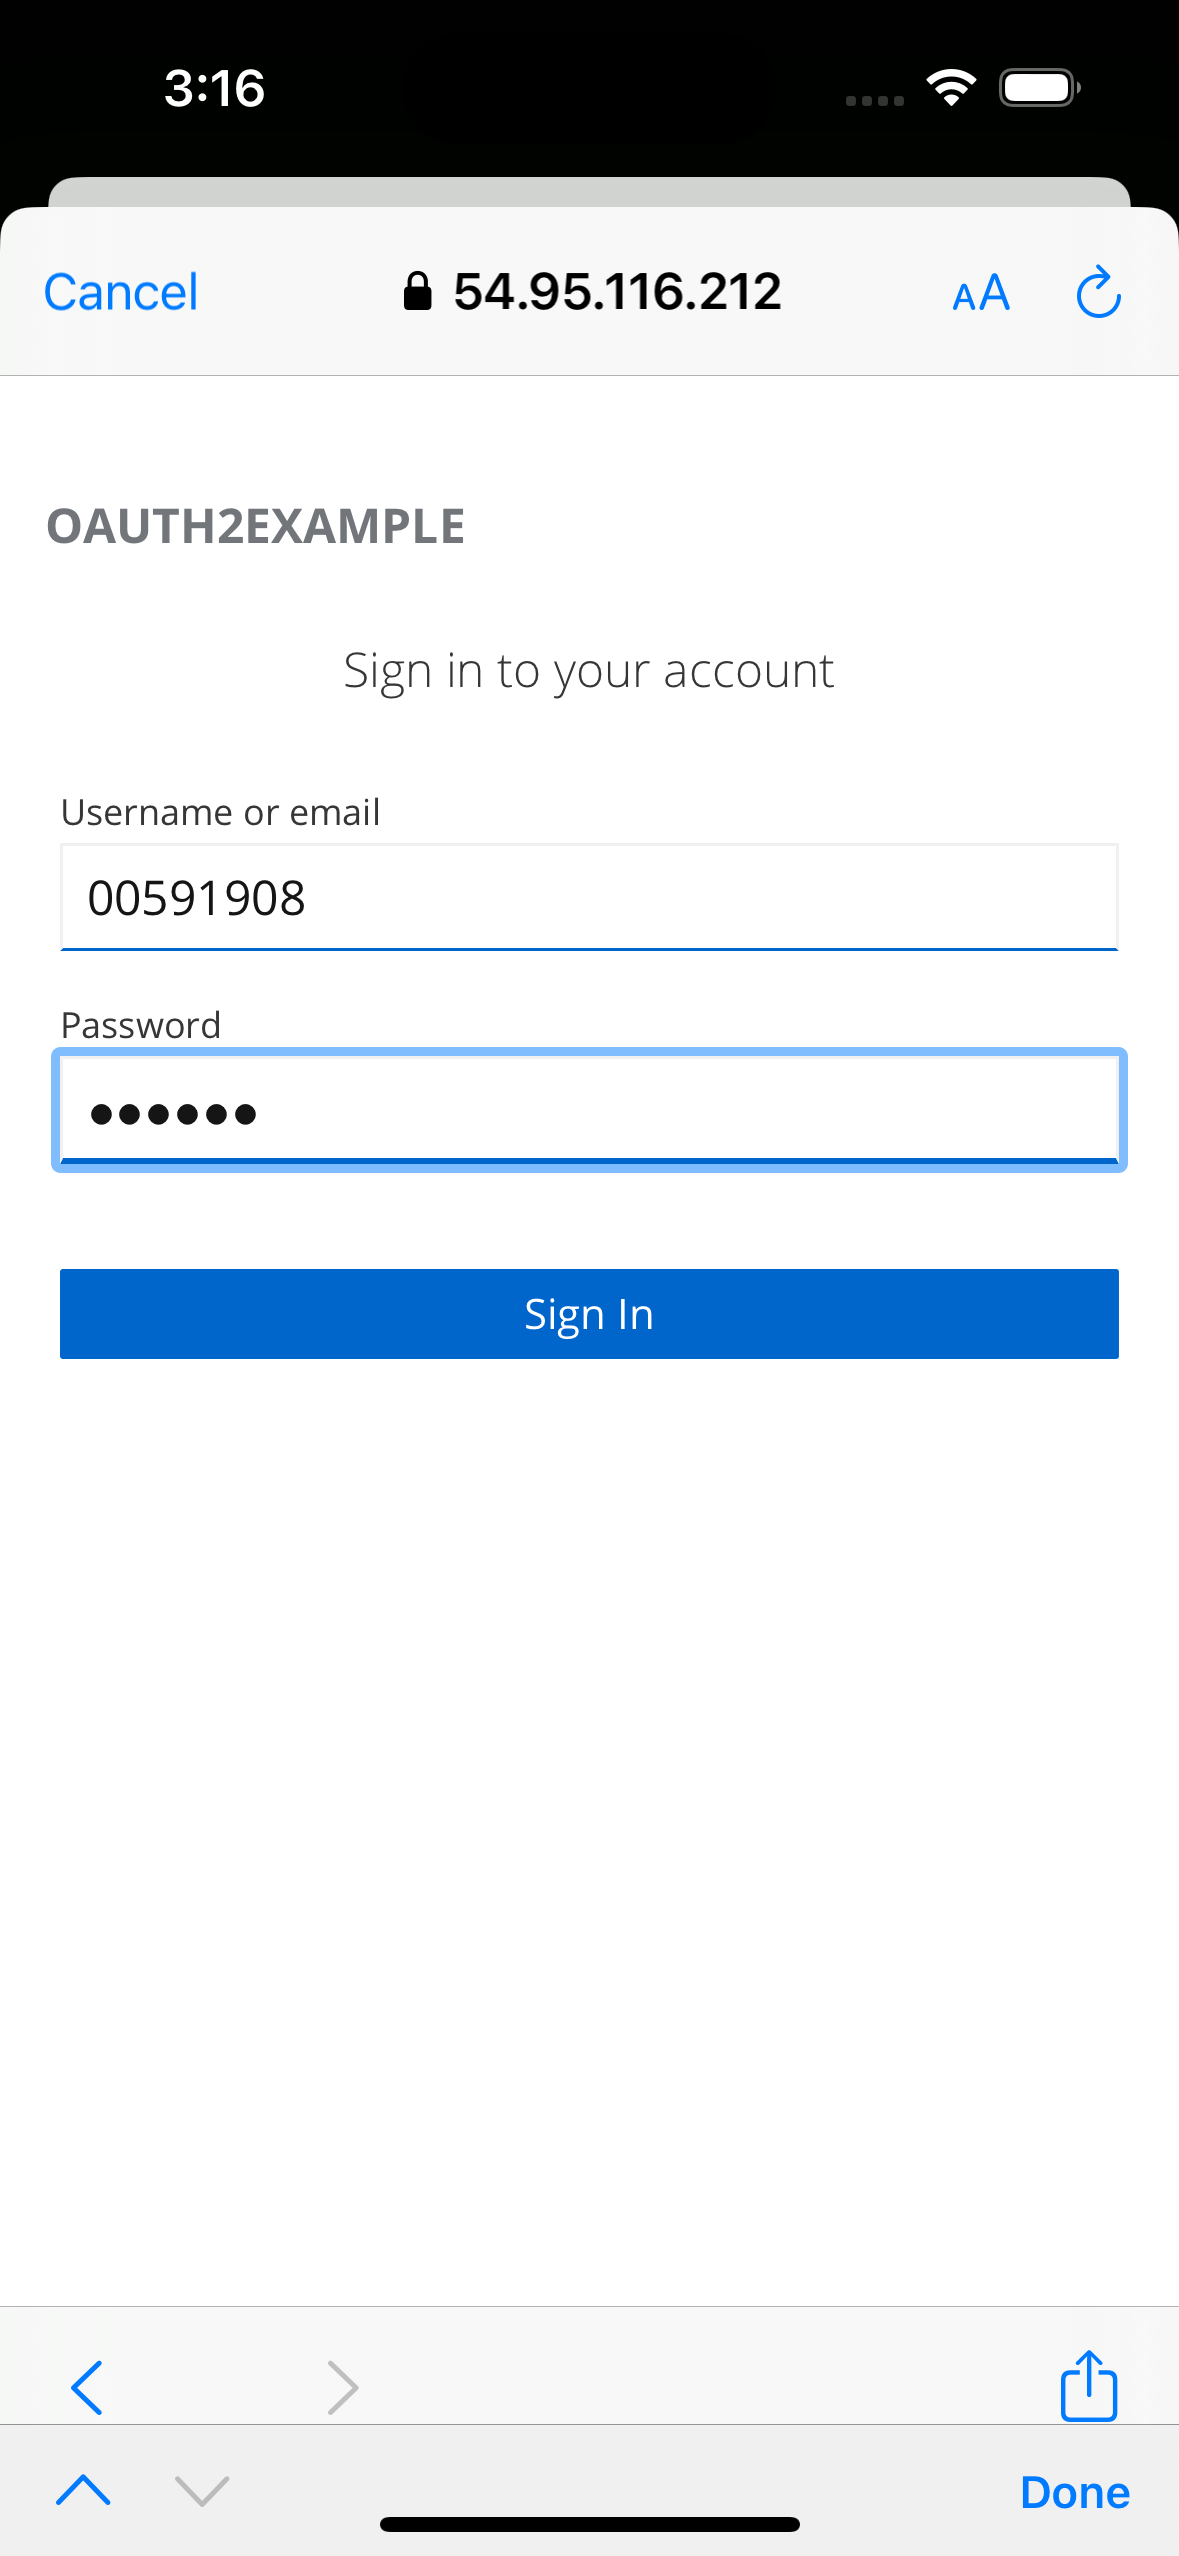 3:16
Cancel
54.95.116.212
AA
OAUTH2EXAMPLE
Sign in to your account
Username or email
00591908
Password
••••••
Sign In
Done